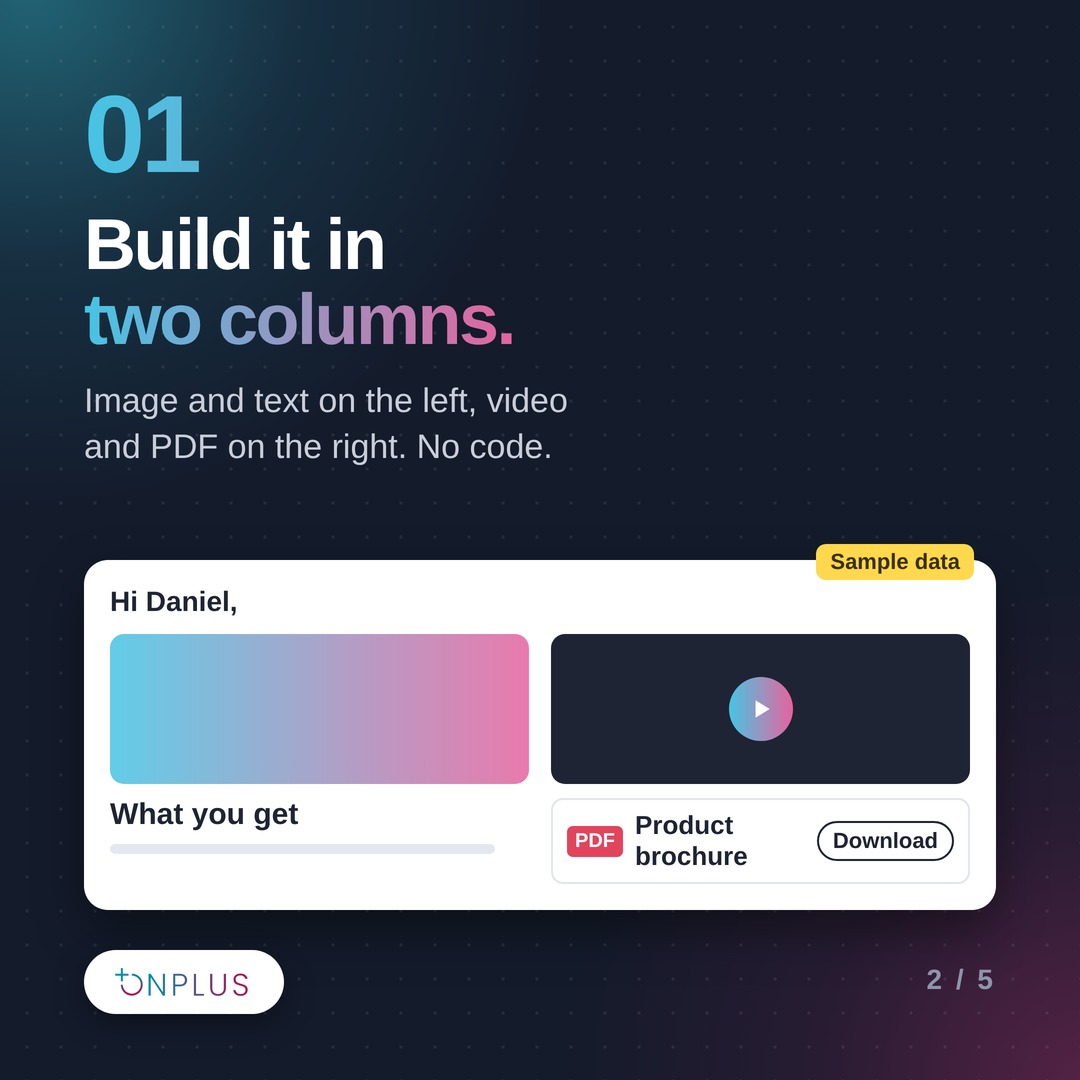 01
Build it in
two columns.
Image and text on the left, video
and PDF on the right. No code.
Sample data
Hi Daniel,
What you get
PDF
Product
brochure
Download
ONPLUS
2 / 5